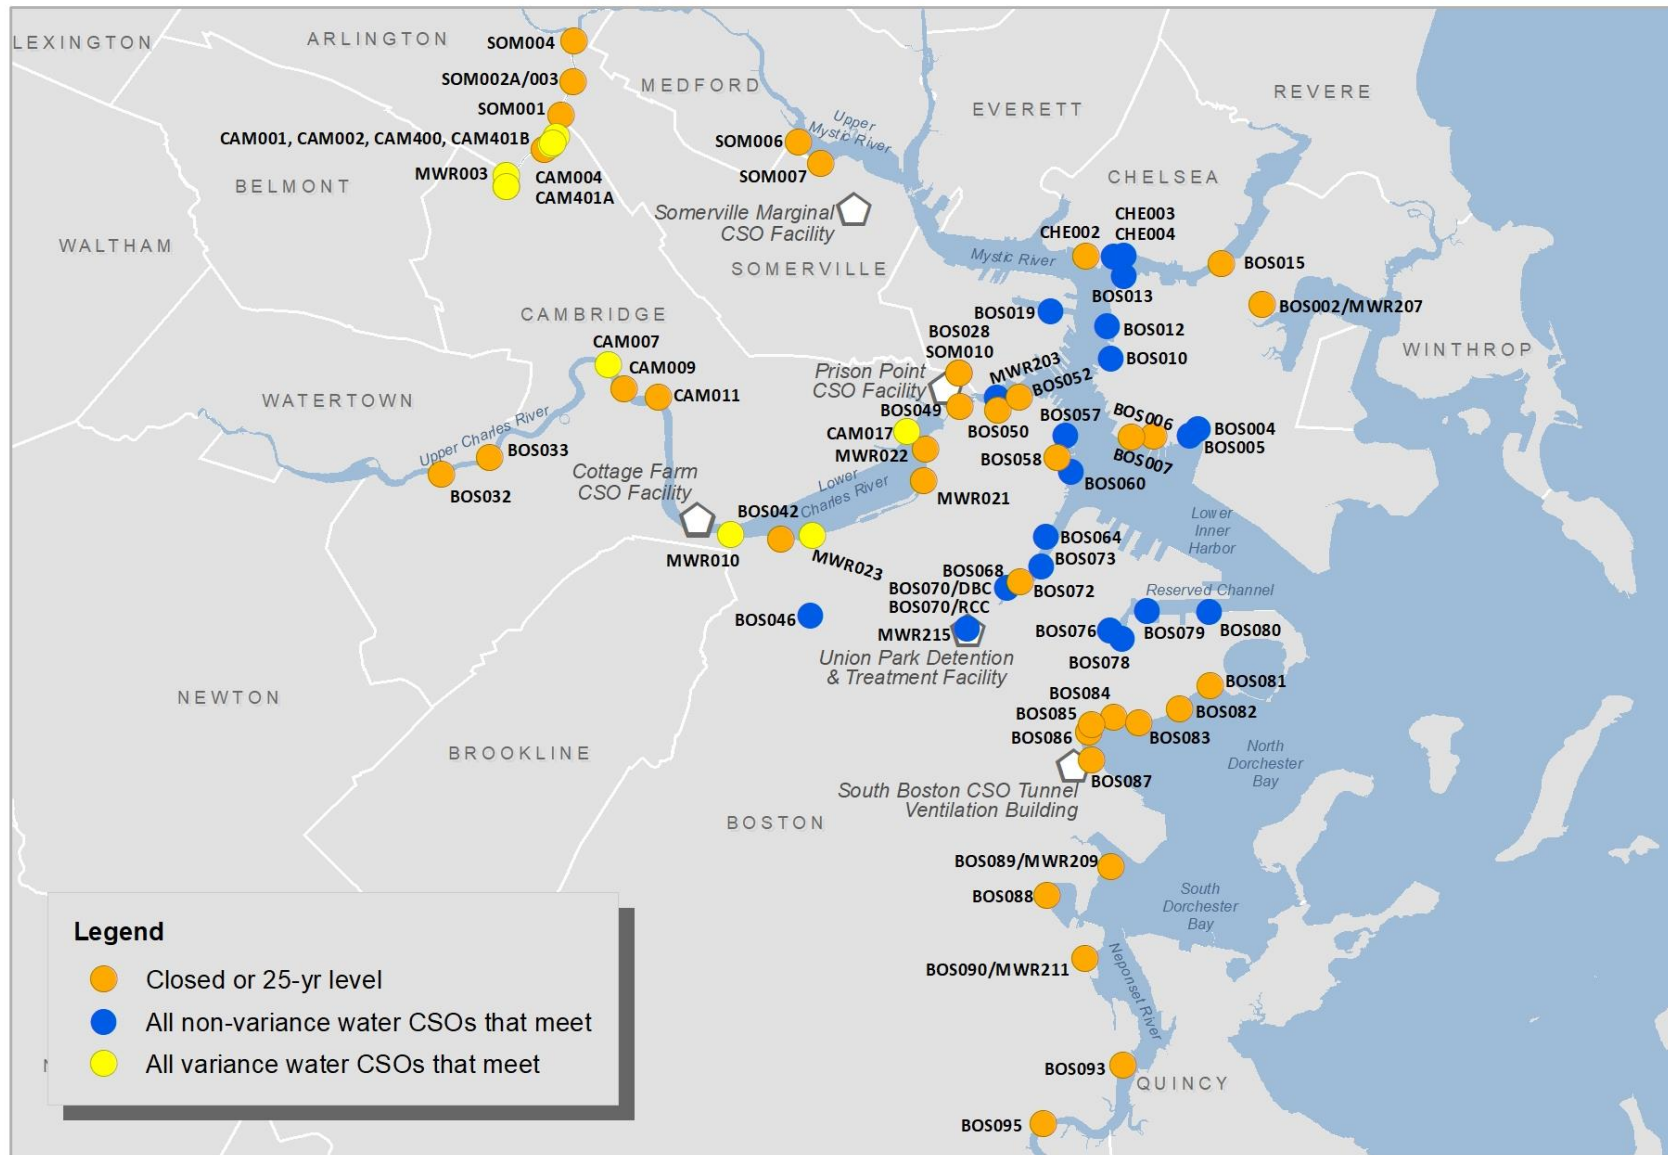 LEXINGTON
ARLINGTON
SOM004
SOM002A/003
SOM001
CAM001, CAM002, CAM400, CAM401B
MWR003
CAM004
CAM401A
BELMONT
WALTHAM
MEDFORD
Upper
Mystic River
SOM006
SOM007
Somerville Marginal
CSO Facility
SOMERVILLE
EVERETT
REVERE
CHELSEA
CHE003
CHE004
CHE002
Mystic River
BOS015
BOS013
BOS002/MWR207
BOS019
BOS012
BOS010
WINTHROP
CAMBRIDGE
CAM007
CAM009
CAM011
BOS028
SOM010
MWR203
BOS052
Prison Point
CSO Facility
BOS049
BOS050
BOS057
BOS006
BOS004
BOS005
BOS007
CAM017
MWR022
BOS058
BOS060
MWR021
WATERTOWN
Upper Charles River
BOS033
BOS032
Cottage Farm
CSO Facility
Lower
Charles River
BOS042
MWR010
MWR023
Lower
Inner
Harbor
BOS064
BOS073
BOS068
BOS070/DBC
BOS072
BOS070/RCC
Reserved Channel
BOS046
MWR215
BOS076
BOS079
BOS080
BOS078
Union Park Detention
& Treatment Facility
NEWTON
BROOKLINE
BOS084
BOS081
BOS085
BOS082
BOS086
BOS083
BOS087
North
Dorchester
Bay
South Boston CSO Tunnel
Ventilation Building
BOSTON
BOS089/MWR209
BOS088
South
Dorchester
Bay
BOS090/MWR211
Neponset River
BOS093
QUINCY
BOS095
Legend
Closed or 25-yr level
All non-variance water CSOs that meet
All variance water CSOs that meet